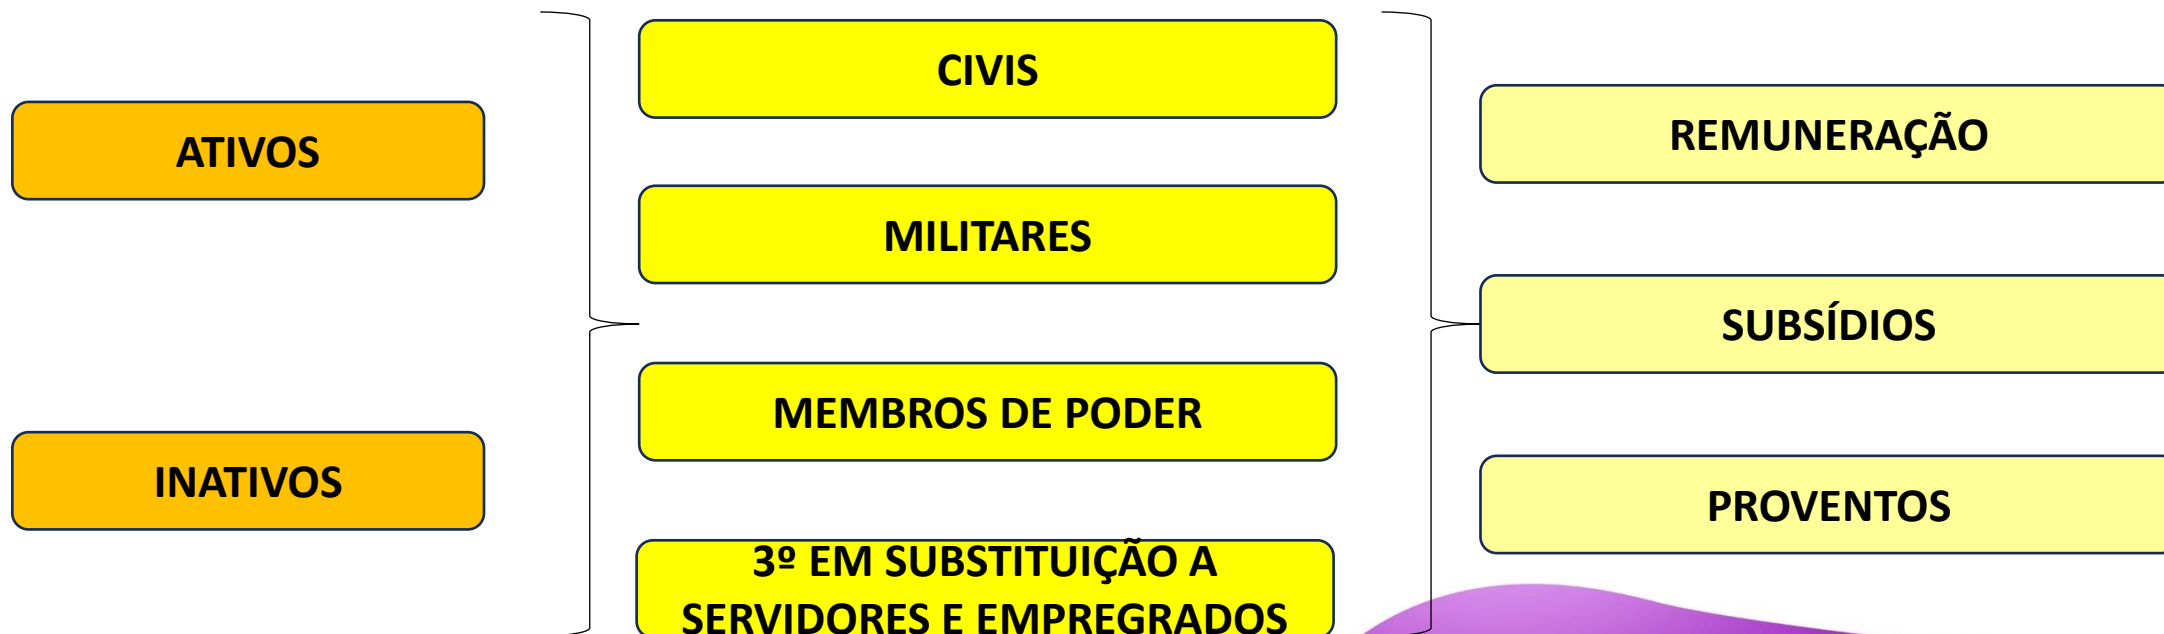 ATIVOS
INATIVOS
CIVIS
MILITARES
MEMBROS DE PODER
3º EM SUBSTITUIÇÃO A
SERVIDORES E EMPREGRADOS
REMUNERAÇÃO
SUBSÍDIOS
PROVENTOS